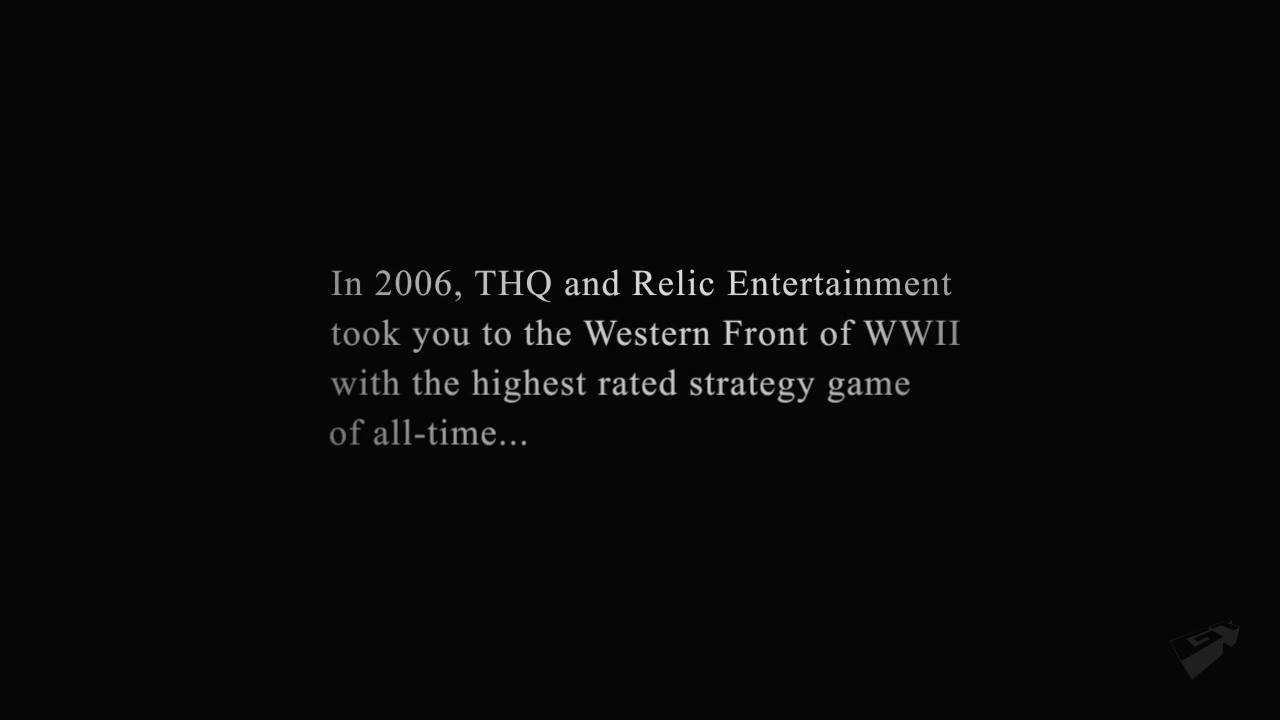 In 2006, THQ and Relic Entertainment
took you to the Western Front of WWII
with the highest rated strategy game
of all-time...